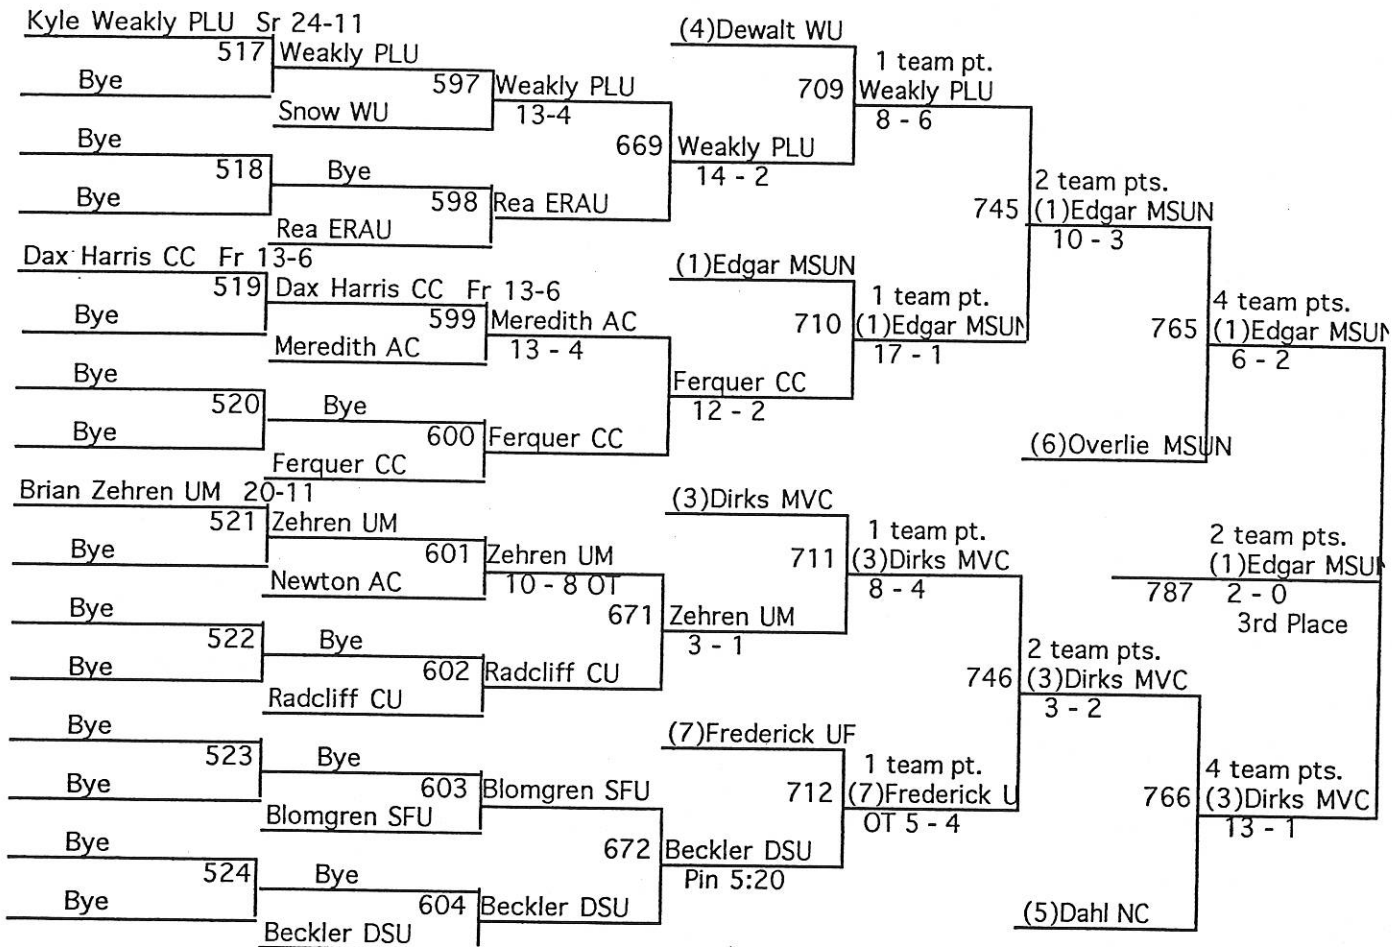 Kyle Weakly PLU Sr 24-11
517
Bye
Weakly PLU
597
Snow WU
Weakly PLU
13-4
Bye
518
Bye
Bye
598
Rea ERAU
Rea ERAU
669
Weakly PLU
14 - 2
(4)Dewalt WU
709
1 team pt.
Weakly PLU
8 - 6
Dax Harris CC Fr 13-6
519
Bye
Dax Harris CC Fr 13-6
599
Meredith AC
Meredith AC
13 - 4
Bye
520
Bye
Bye
600
Ferquer CC
Ferquer CC
Ferquer CC
12 - 2
(1)Edgar MSUN
710
1 team pt.
(1)Edgar MSUN
17 - 1
745
2 team pts.
(1)Edgar MSUN
10 - 3
765
(6)Overlie MSUN
4 team pts.
(1)Edgar MSUN
6 - 2
Brian Zehren UM 20-11
521
Bye
Zehren UM
601
Newton AC
Zehren UM
10 - 8 OT
Bye
522
Bye
Bye
602
Radcliff CU
Radcliff CU
671
Zehren UM
3 - 1
(3)Dirks MVC
711
1 team pt.
(3)Dirks MVC
8 - 4
2 team pts.
(1)Edgar MSUN
787
2 - 0
3rd Place
Bye
523
Bye
Bye
603
Blomgren SFU
Blomgren SFU
Bye
524
Bye
Bye
604
Beckler DSU
Beckler DSU
672
Beckler DSU
Pin 5:20
(7)Frederick UF
712
1 team pt.
(7)Frederick U
OT 5 - 4
746
2 team pts.
(3)Dirks MVC
3 - 2
766
(5)Dahl NC
4 team pts.
(3)Dirks MVC
13 - 1